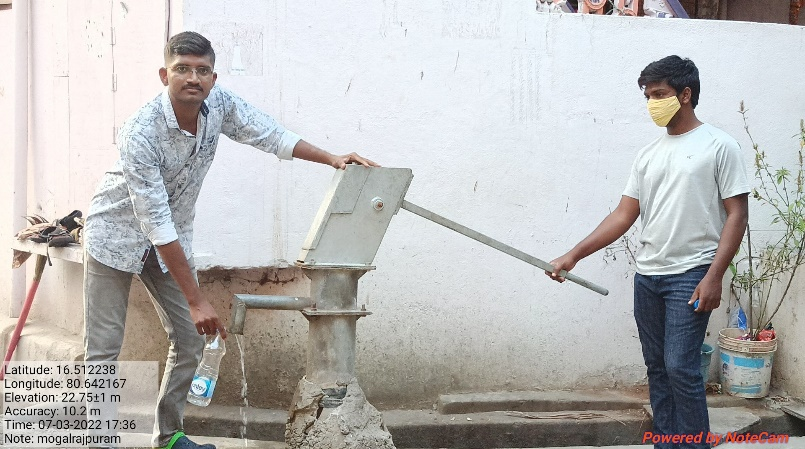 Latitude: 16.512238
Longitude: 80.642167
Elevation: 22.75±1 m
Accuracy: 10.2 m
Time: 07-03-2022 17:36
Note: mogalrajpuram
Powered by NoteCam